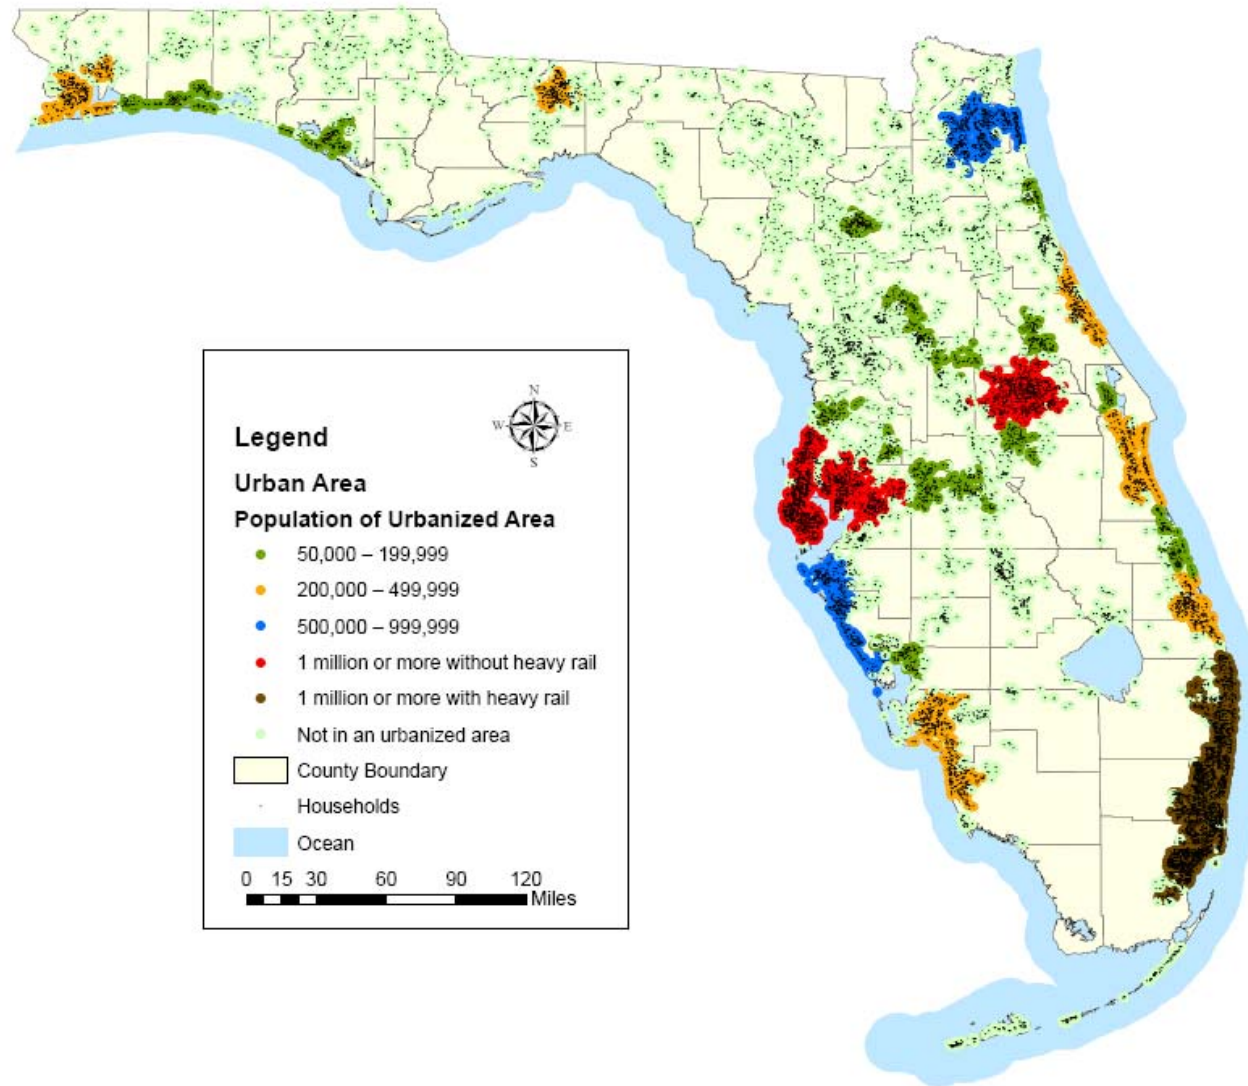 N
W E
S
Legend
Urban Area
Population of Urbanized Area
50,000 – 199,999
200,000 – 499,999
500,000 – 999,999
1 million or more without heavy rail
1 million or more with heavy rail
Not in an urbanized area
County Boundary
Households
Ocean
0 15 30 60 90 120
Miles